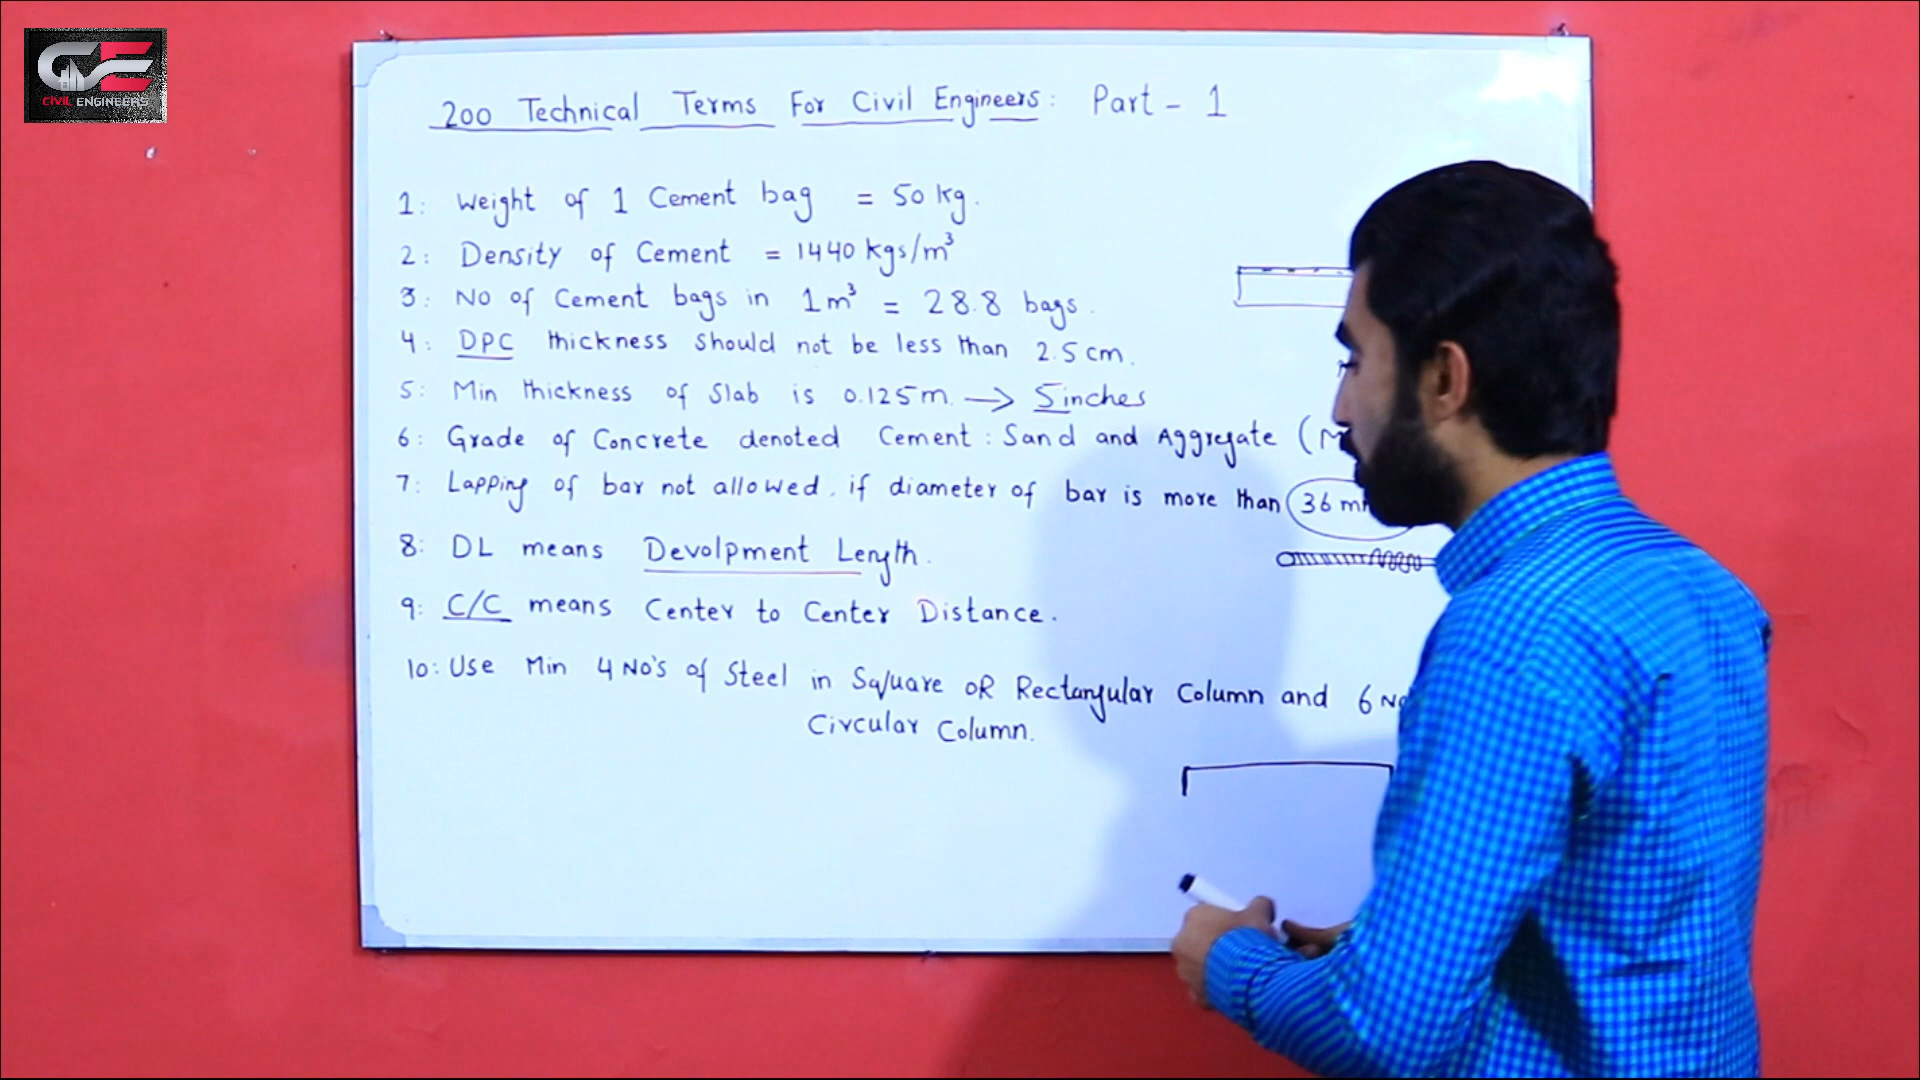 CIVIL ENGINEERS
200 Technical Terms For Civil Engineers: Part - 1
1: Weight of 1 Cement bag = 50 kg.
2: Density of Cement = 1440 kgs/m³
3: No of Cement bags in 1m³ = 28.8 bags.
4: DPC thickness should not be less than 2.5 cm.
5: Min thickness of Slab is 0.125m. → 5inches
6: Grade of Concrete denoted Cement: Sand and Aggregate (
7: Lapping of bar not allowed, if diameter of bar is more than 36
8: DL means Devolpment Length.
9: C/C means Center to Center Distance.
10: Use Min 4 No's of Steel in Square OR Rectangular Column and 6
Circular Column.